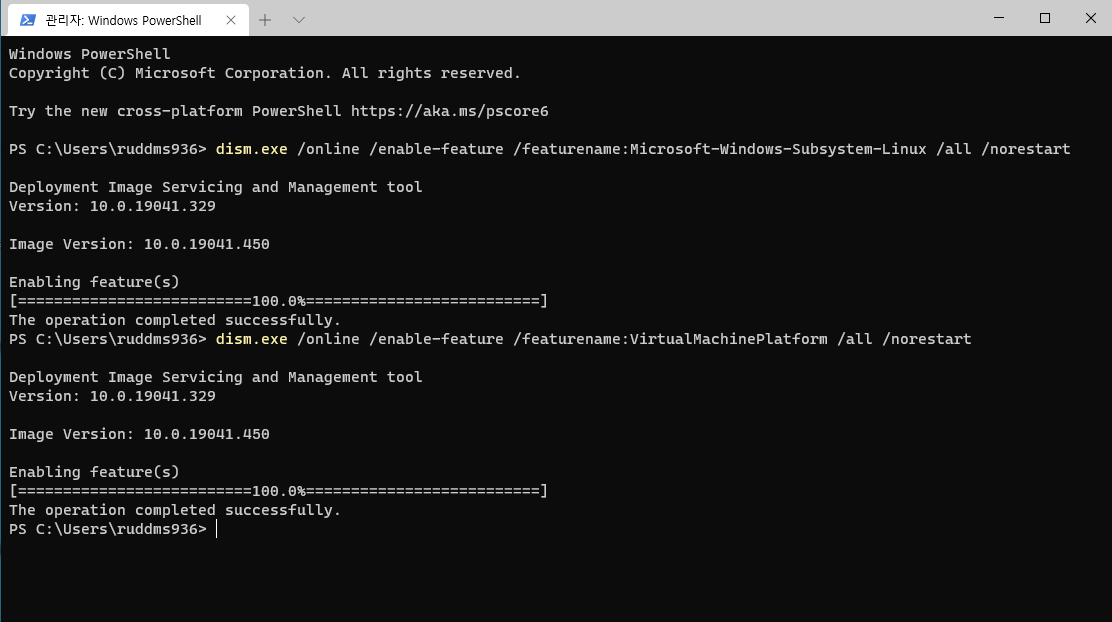 관리자: Windows PowerShell
Windows PowerShell
Copyright (C) Microsoft Corporation. All rights reserved.
Try the new cross-platform PowerShell https://aka.ms/pscore6
PS C:\Users\ruddms936> dism.exe /online /enable-feature /featurename:Microsoft-Windows-Subsystem-Linux /all /norestart
Deployment Image Servicing and Management tool
Version: 10.0.19041.329
Image Version: 10.0.19041.450
Enabling feature(s)
[==========================100.0%==========================]
The operation completed successfully.
PS C:\Users\ruddms936> dism.exe /online /enable-feature /featurename:VirtualMachinePlatform /all /norestart
Deployment Image Servicing and Management tool
Version: 10.0.19041.329
Image Version: 10.0.19041.450
Enabling feature(s)
[==========================100.0%==========================]
The operation completed successfully.
PS C:\Users\ruddms936>